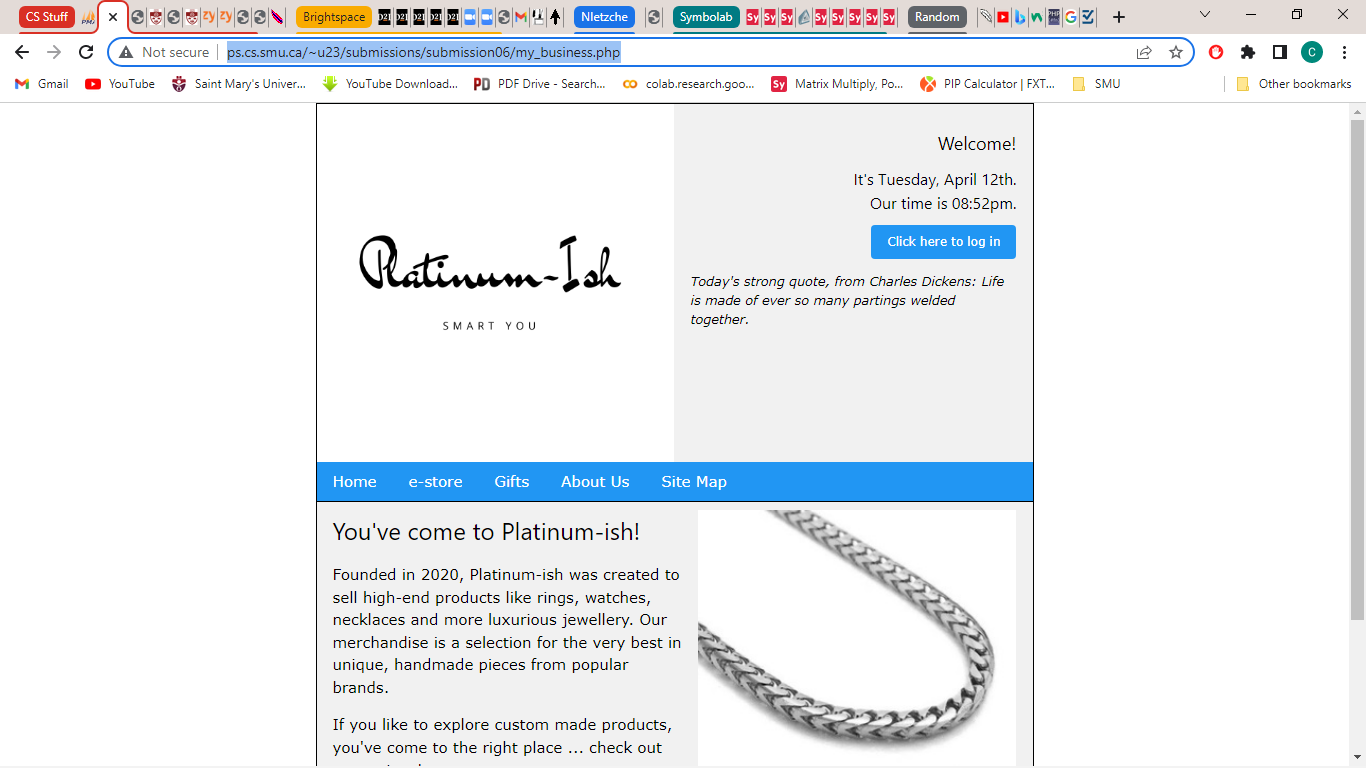 CS Stuff
Brightspace
NIetzche
Symbolab
Random
Not secure
ps.cs.smu.ca/~u23/submissions/submission06/my_business.php
C
Gmail
YouTube
Saint Mary's Univer...
YouTube Download...
PDF Drive - Search...
colab.research.goo...
Matrix Multiply, Po...
PIP Calculator | FXT...
SMU
Other bookmarks
Platinum-Ish
SMART YOU
Welcome!
It's Tuesday, April 12th.
Our time is 08:52pm.
Click here to log in
Today's strong quote, from Charles Dickens: Life
is made of ever so many partings welded
together.
Home e-store Gifts About Us Site Map
You've come to Platinum-ish!
Founded in 2020, Platinum-ish was created to
sell high-end products like rings, watches,
necklaces and more luxurious jewellery. Our
merchandise is a selection for the very best in
unique, handmade pieces from popular
brands.
If you like to explore custom made products,
you've come to the right place ... check out